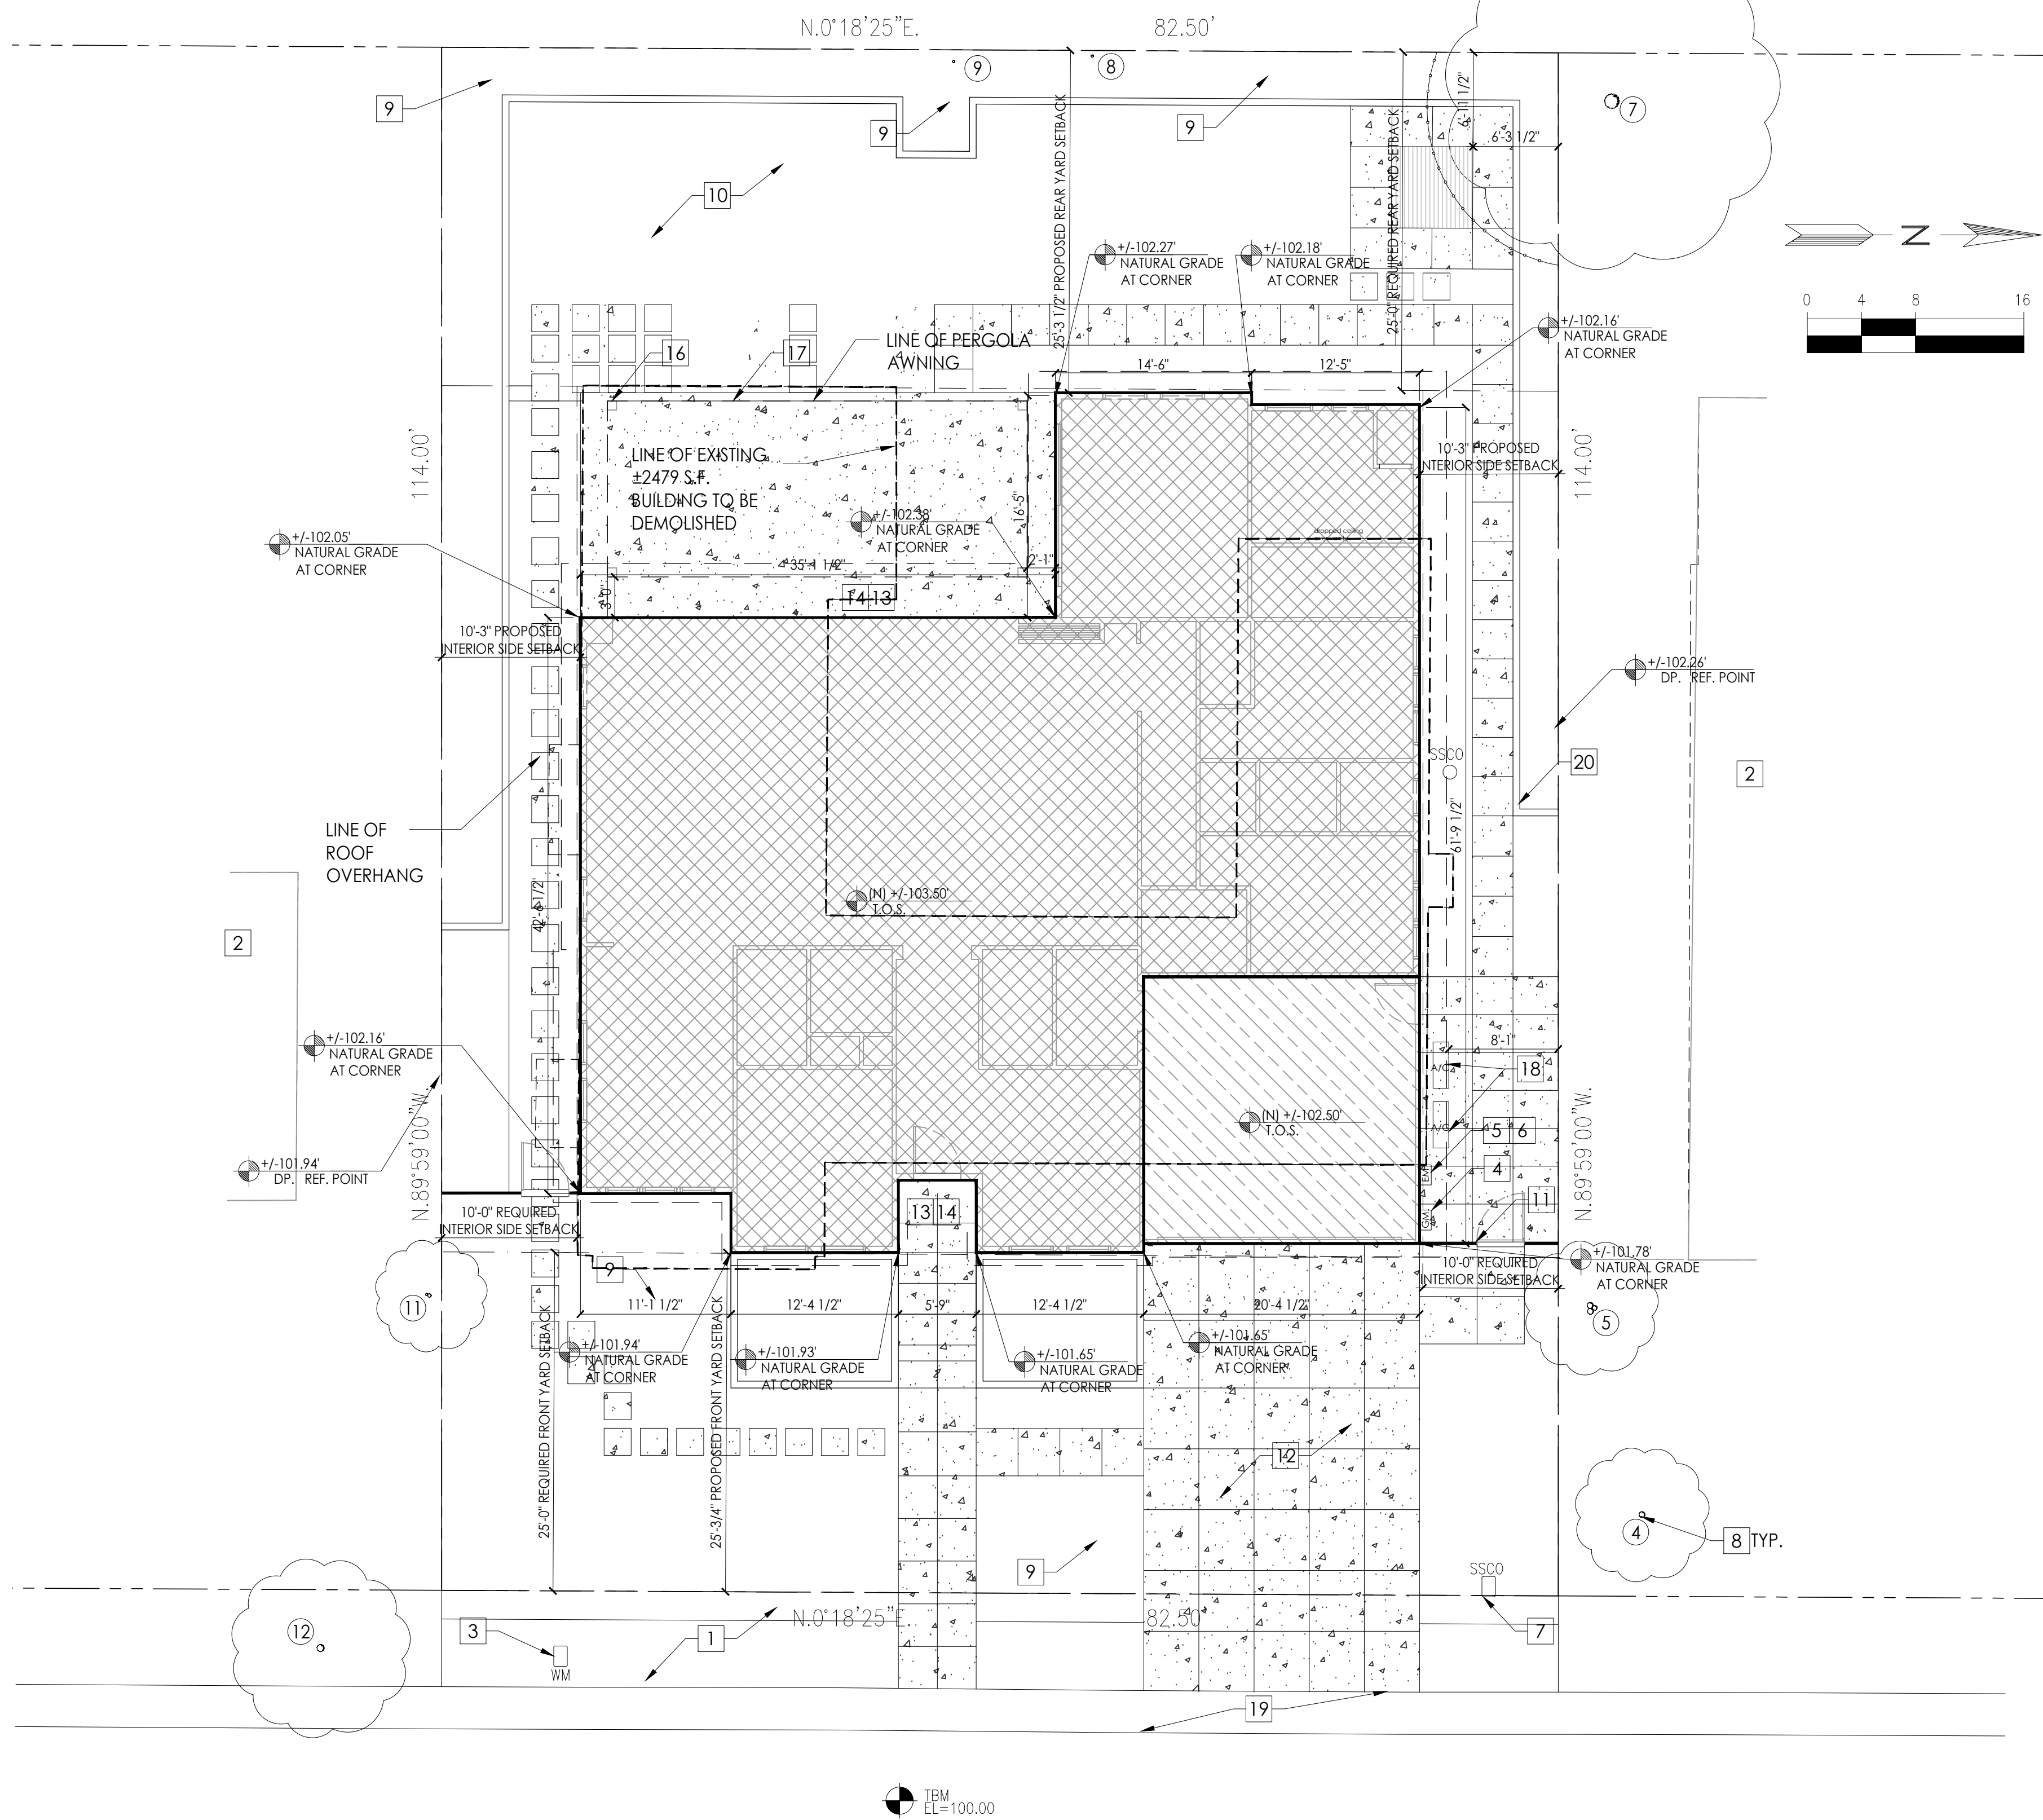 N.0°18'25"E. 82.50'
9
8
7
9
9
9
10
6'-11 1/2"
6'-3 1/2"
25'-3 1/2" PROPOSED REAR YARD SETBACK
25'-0" REQUIRED REAR YARD SETBACK
N
0 4 8 16
+/-102.27'
NATURAL GRADE
AT CORNER
+/-102.18'
NATURAL GRADE
AT CORNER
+/-102.16'
NATURAL GRADE
AT CORNER
16
17
LINE OF PERGOLA
AWNING
14'-6"
12'-5"
114.00'
114.00'
LINE OF EXISTING
±2479 S.F.
BUILDING TO BE
DEMOLISHED
10'-3" PROPOSED
INTERIOR SIDE SETBACK
16'-5"
+/-102.38'
NATURAL GRADE
AT CORNER
dropped ceiling
+/-102.05'
NATURAL GRADE
AT CORNER
35'-1 1/2"
2'-1"
3'-0"
14 13
10'-3" PROPOSED
INTERIOR SIDE SETBACK
+/-102.26'
DP. REF. POINT
SSCO
20
2
61'-9 1/2"
LINE OF
ROOF
OVERHANG
42'-6 1/2"
(N) +/-103.50'
T.O.S.
2
+/-102.16'
NATURAL GRADE
AT CORNER
8'-1"
A/C
18
A/C
5 6
(N) +/-102.50'
T.O.S.
N.89°59'00"W.
N.89°59'00"W.
+/-101.94'
DP. REF. POINT
EM
4
GM
11
10'-0" REQUIRED
INTERIOR SIDE SETBACK
13 14
+/-101.78'
NATURAL GRADE
AT CORNER
10'-0" REQUIRED
INTERIOR SIDE SETBACK
9
11
5
11'-1 1/2"
12'-4 1/2"
5'-9"
12'-4 1/2"
20'-4 1/2"
+/-101.94'
NATURAL GRADE
AT CORNER
+/-101.93'
NATURAL GRADE
AT CORNER
+/-101.65'
NATURAL GRADE
AT CORNER
+/-101.65'
NATURAL GRADE
AT CORNER
25'-0" REQUIRED FRONT YARD SETBACK
25'-3/4" PROPOSED FRONT YARD SETBACK
12
4
8 TYP.
9
SSCO
N.0°18'25"E. 82.50'
12
3
WM
1
7
19
TBM
EL=100.00